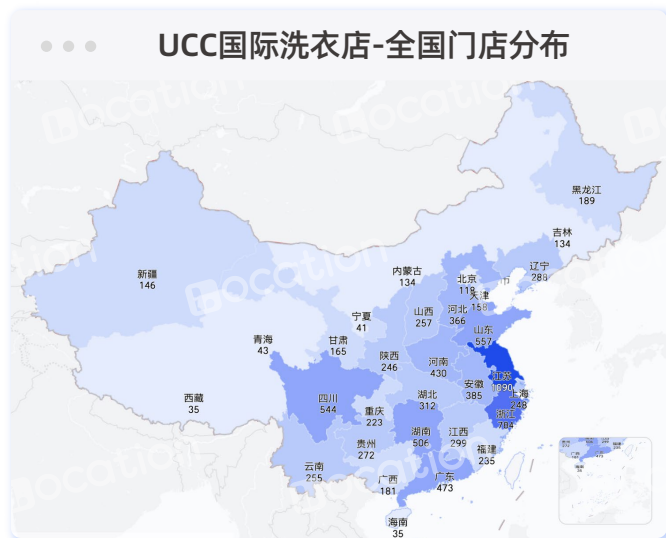 UCC国际洗衣店-全国门店分布
黑龙江
189
吉林
134
辽宁
288
新疆
146
内蒙古
134
北京
118
天津
158
宁夏
41
山西
257
河北
366
山东
557
青海
43
甘肃
165
陕西
246
河南
430
江苏
安徽
385
上海
248
西藏
35
四川
544
湖北
312
浙江
704
重庆
223
湖南
506
江西
299
贵州
272
福建
235
云南
255
广西
181
广东
473
海南
35
ocation
ocation
ocation
ocation